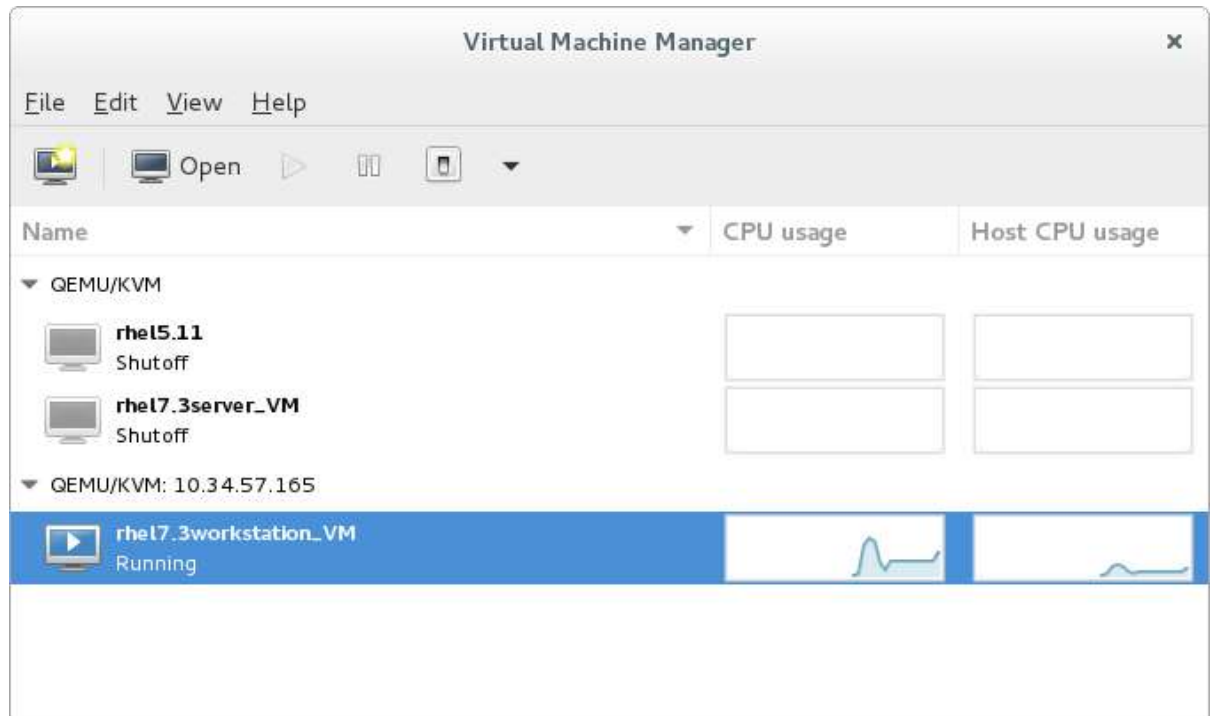 Virtual Machine Manager
File Edit View Help
Open
Name CPU usage Host CPU usage
QEMU/KVM
rhel5.11
Shutoff
rhel7.3server_VM
Shutoff
QEMU/KVM: 10.34.57.165
rhel7.3workstation_VM
Running